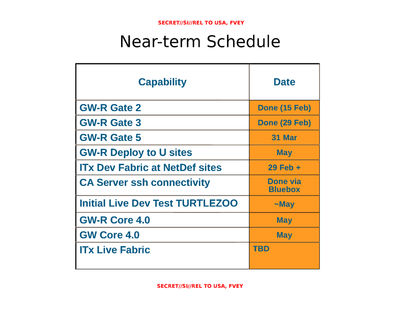 SECRET//SI//REL TO USA, FVEY
Near-term Schedule
Capability Date
GW-R Gate 2 Done (15 Feb)
GW-R Gate 3 Done (29 Feb)
GW-R Gate 5 31 Mar
GW-R Deploy to U sites May
ITx Dev Fabric at NetDef sites 29 Feb +
CA Server ssh connectivity Done via
Bluebox
Initial Live Dev Test TURTLEZOO ~May
GW-R Core 4.0 May
GW Core 4.0 May
ITx Live Fabric TBD
SECRET//SI//REL TO USA, FVEY